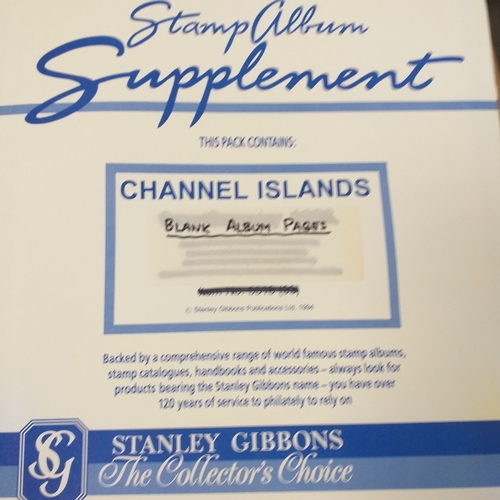 Stamp Album
Supplement
THIS PACK CONTAINS:
CHANNEL ISLANDS
BLANK ALBUM PAGES
© Stanley Gibbons Publications Ltd. 1994
Backed by a comprehensive range of world famous stamp albums,
stamp catalogues, handbooks and accessories – always look for
products bearing the Stanley Gibbons name – you have over
120 years of service to philately to rely on
SG
STANLEY GIBBONS
The Collector's Choice